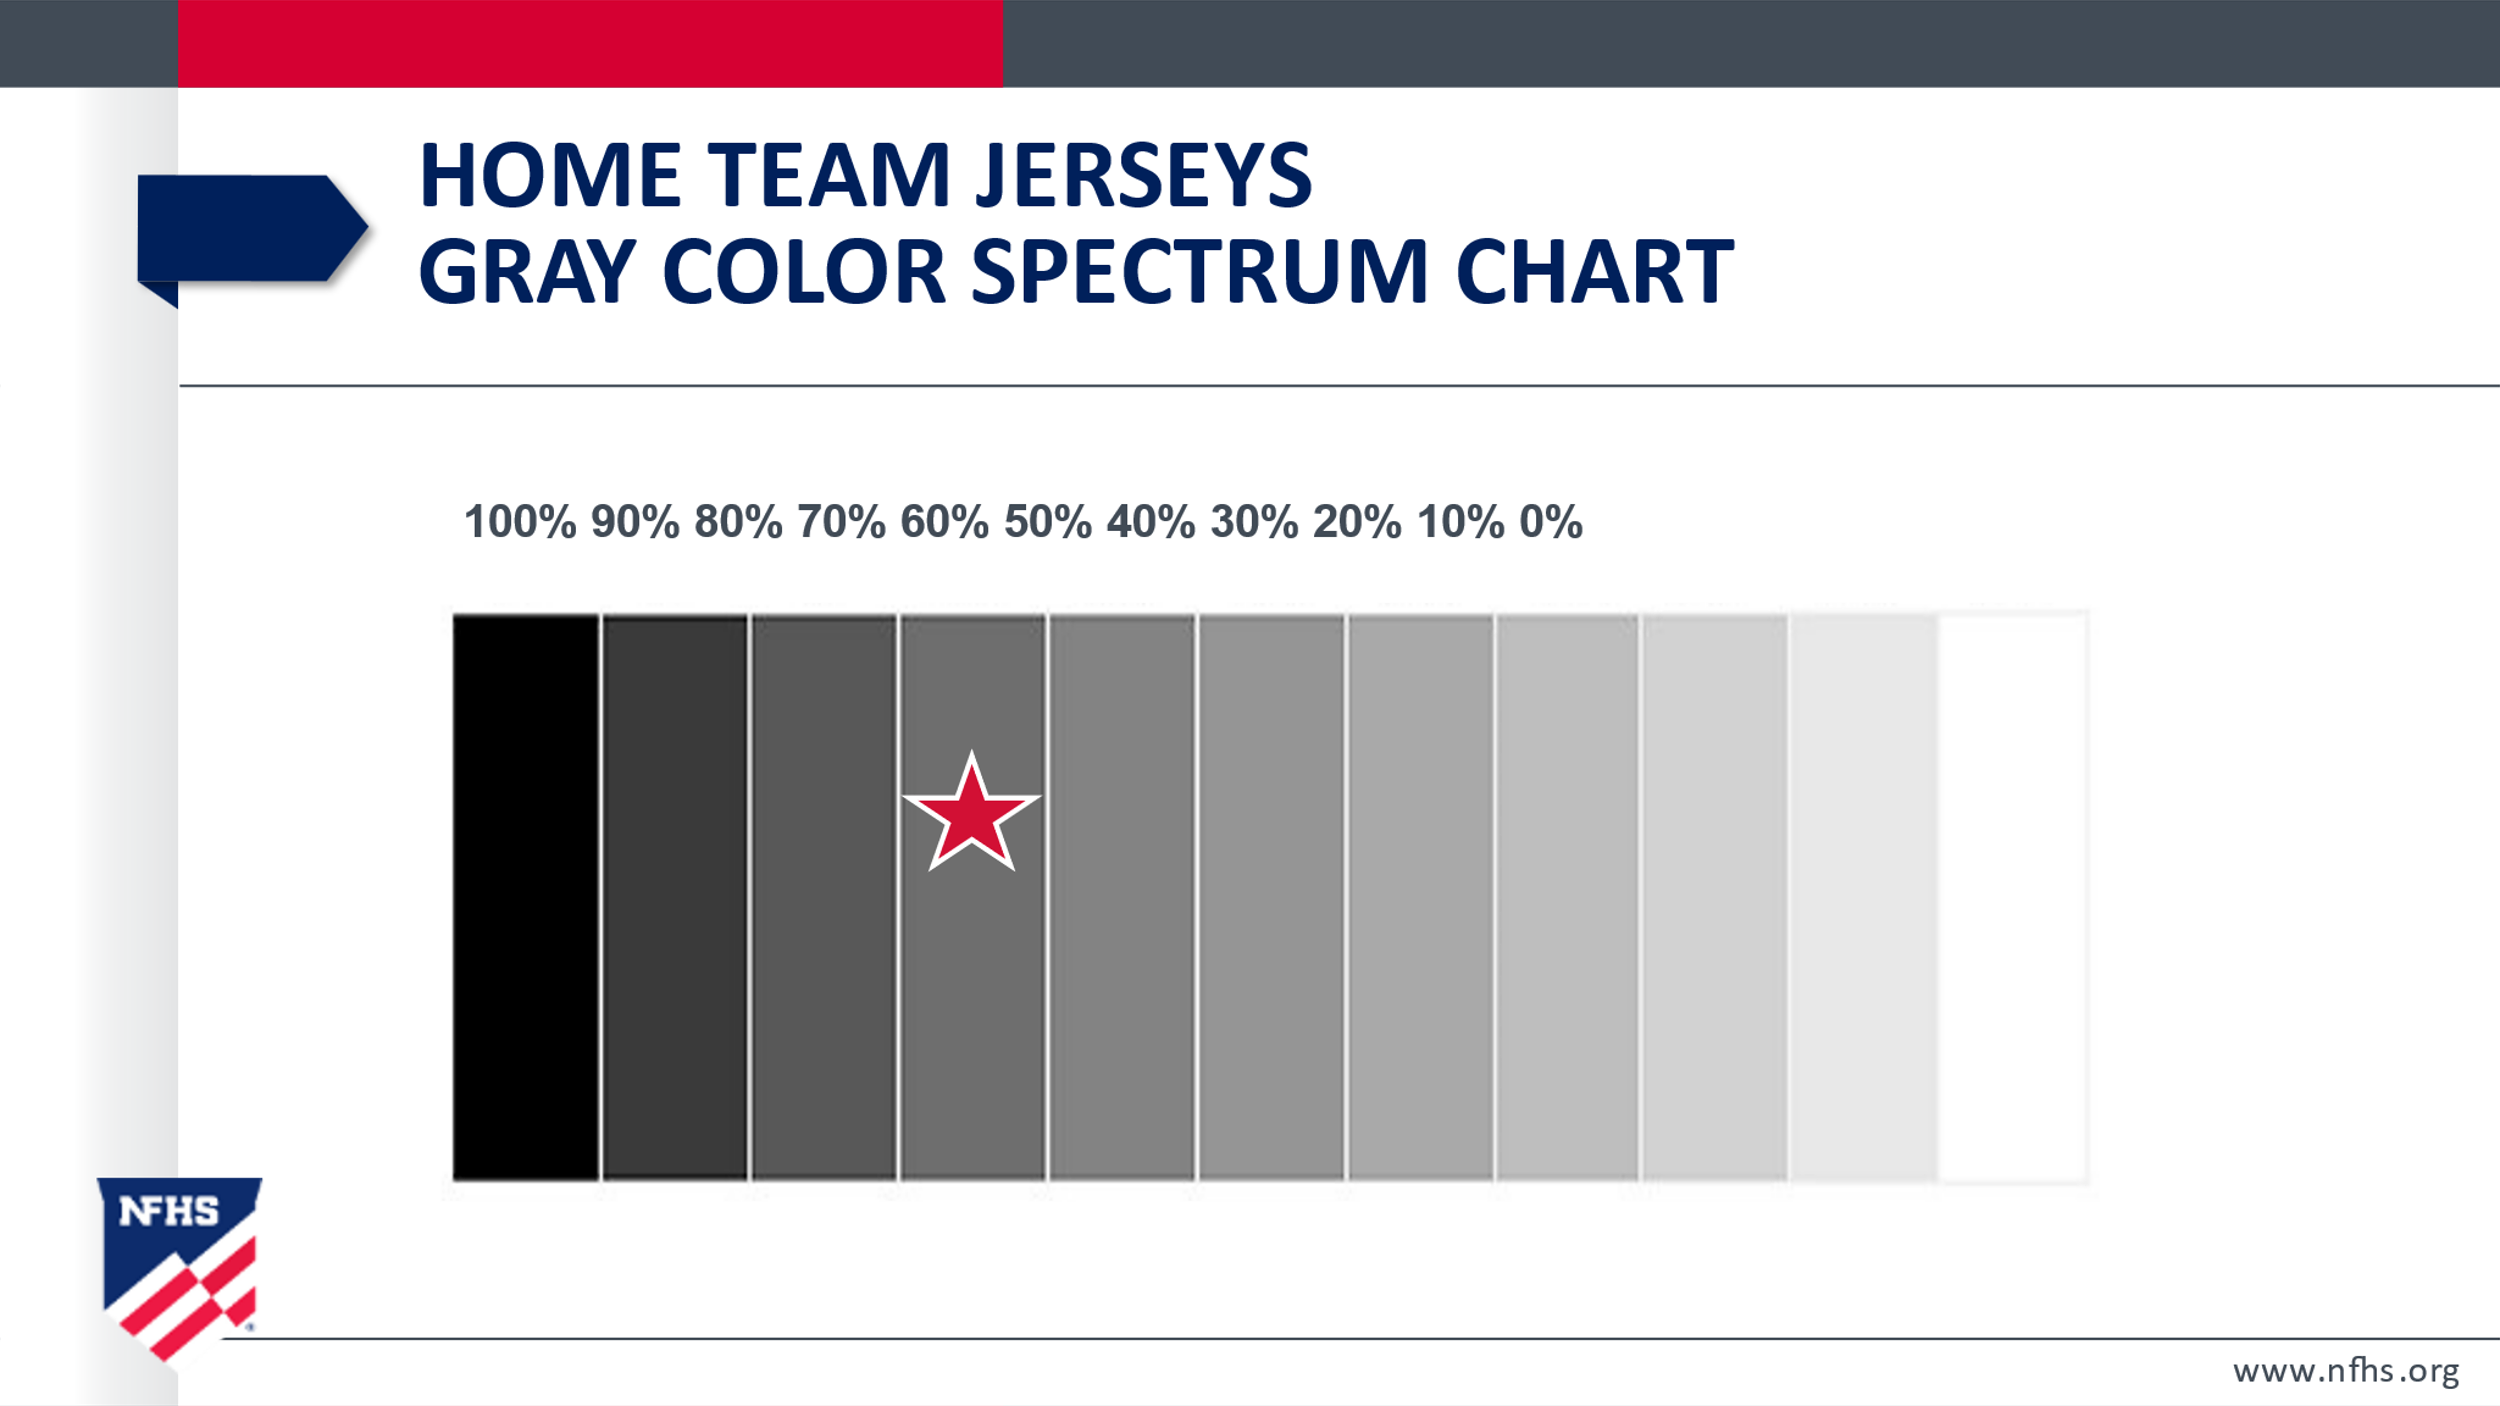 HOME TEAM JERSEYS
GRAY COLOR SPECTRUM CHART
100% 90% 80% 70% 60% 50% 40% 30% 20% 10% 0%
NFHS
®
www.nfhs.org